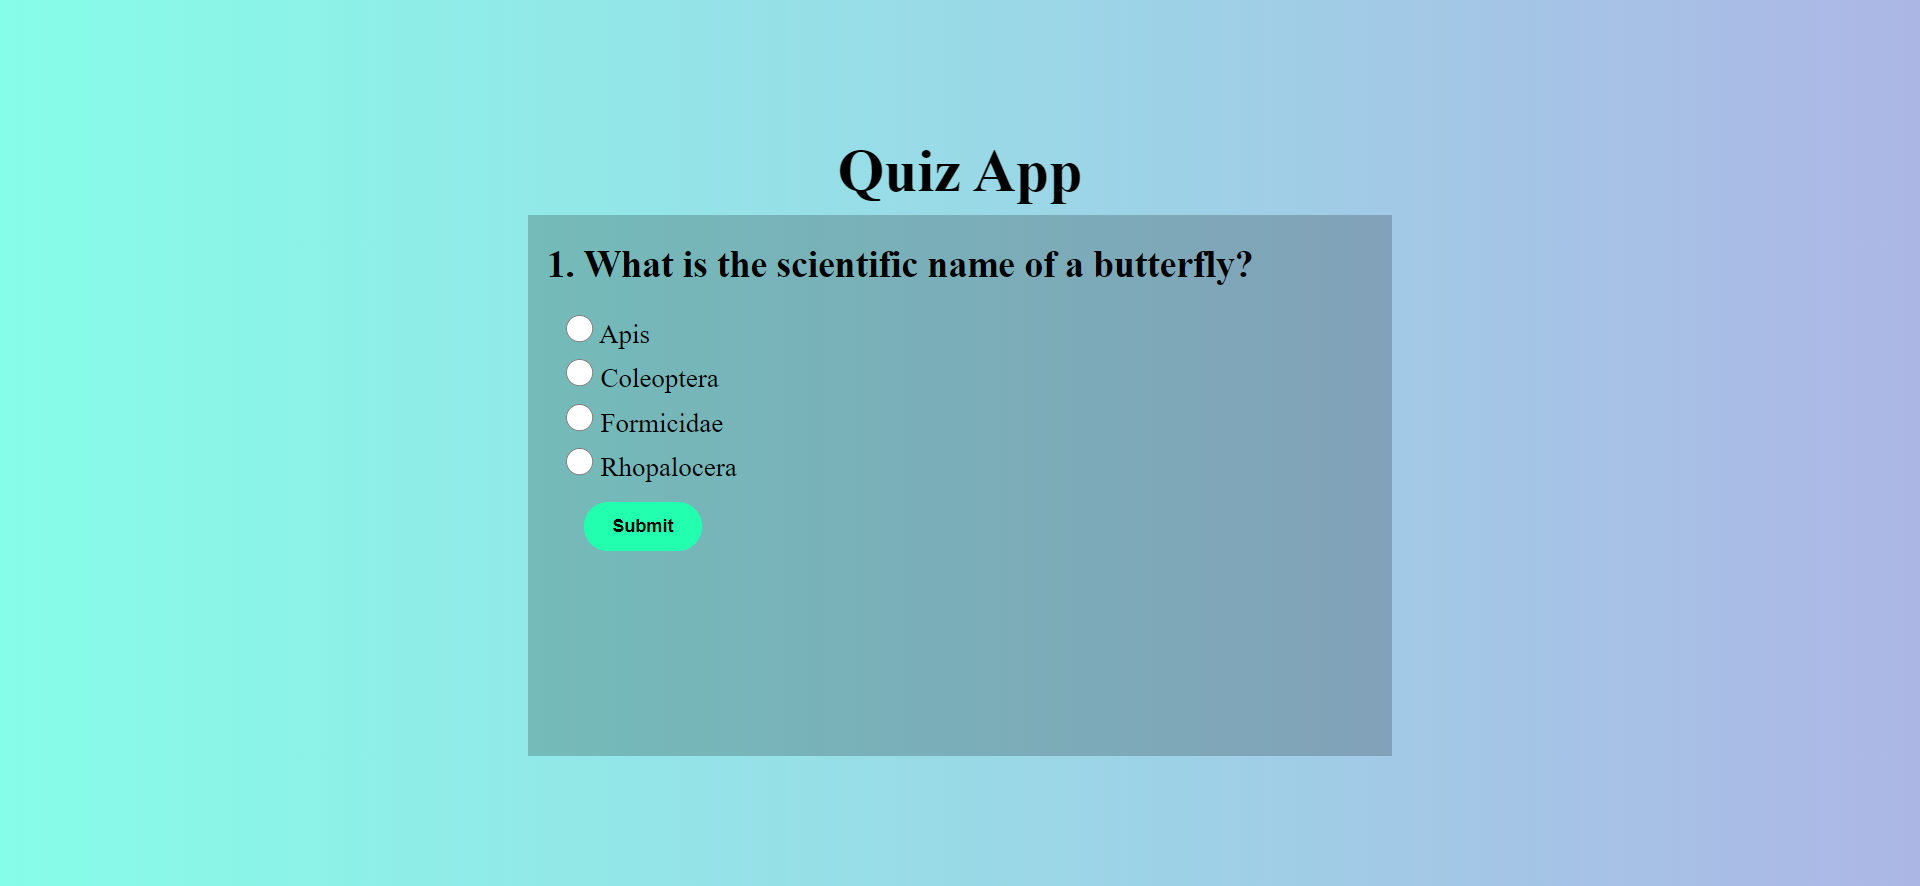 Quiz App
1. What is the scientific name of a butterfly?
Apis
Coleoptera
Formicidae
Rhopalocera
Submit